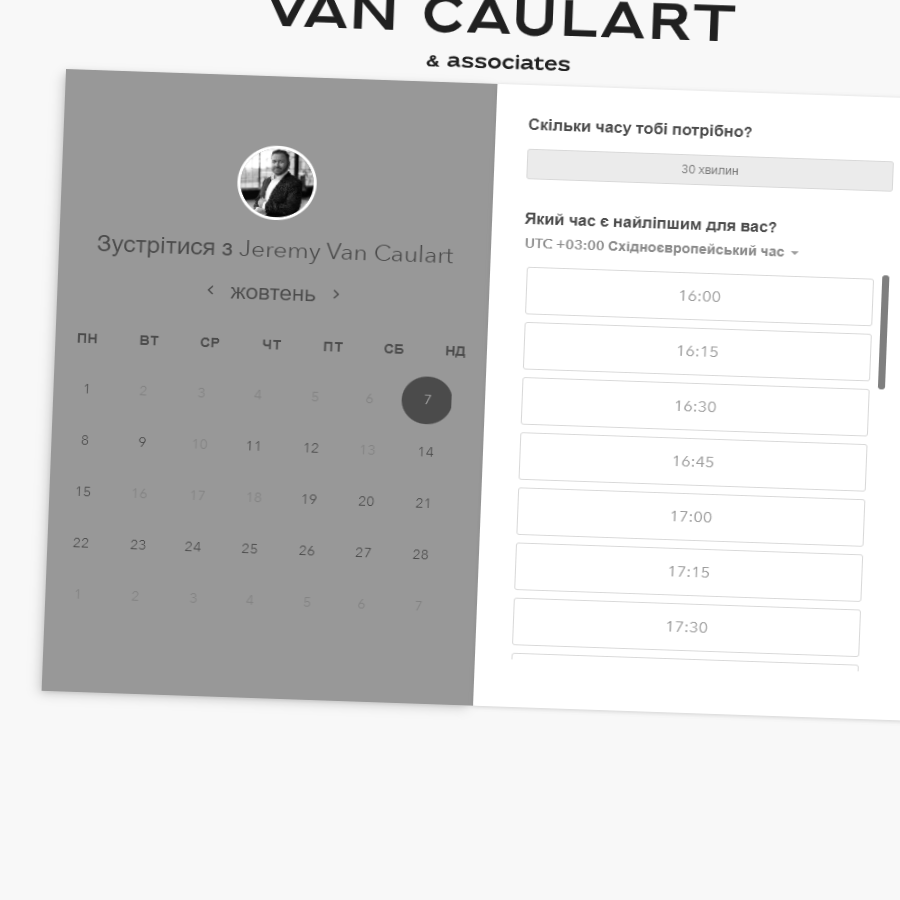 VAN CAULART
& associates
Зустрітися з Jeremy Van Caulart
‹ жовтень ›
ПН ВТ СР ЧТ ПТ СБ НД
1 2 3 4 5 6 7
8 9 10 11 12 13 14
15 16 17 18 19 20 21
22 23 24 25 26 27 28
1 2 3 4 5 6 7
Скільки часу тобі потрібно?
30 хвилин
Який час є найліпшим для вас?
UTC +03:00 Східноєвропейський час
16:00
16:15
16:30
16:45
17:00
17:15
17:30